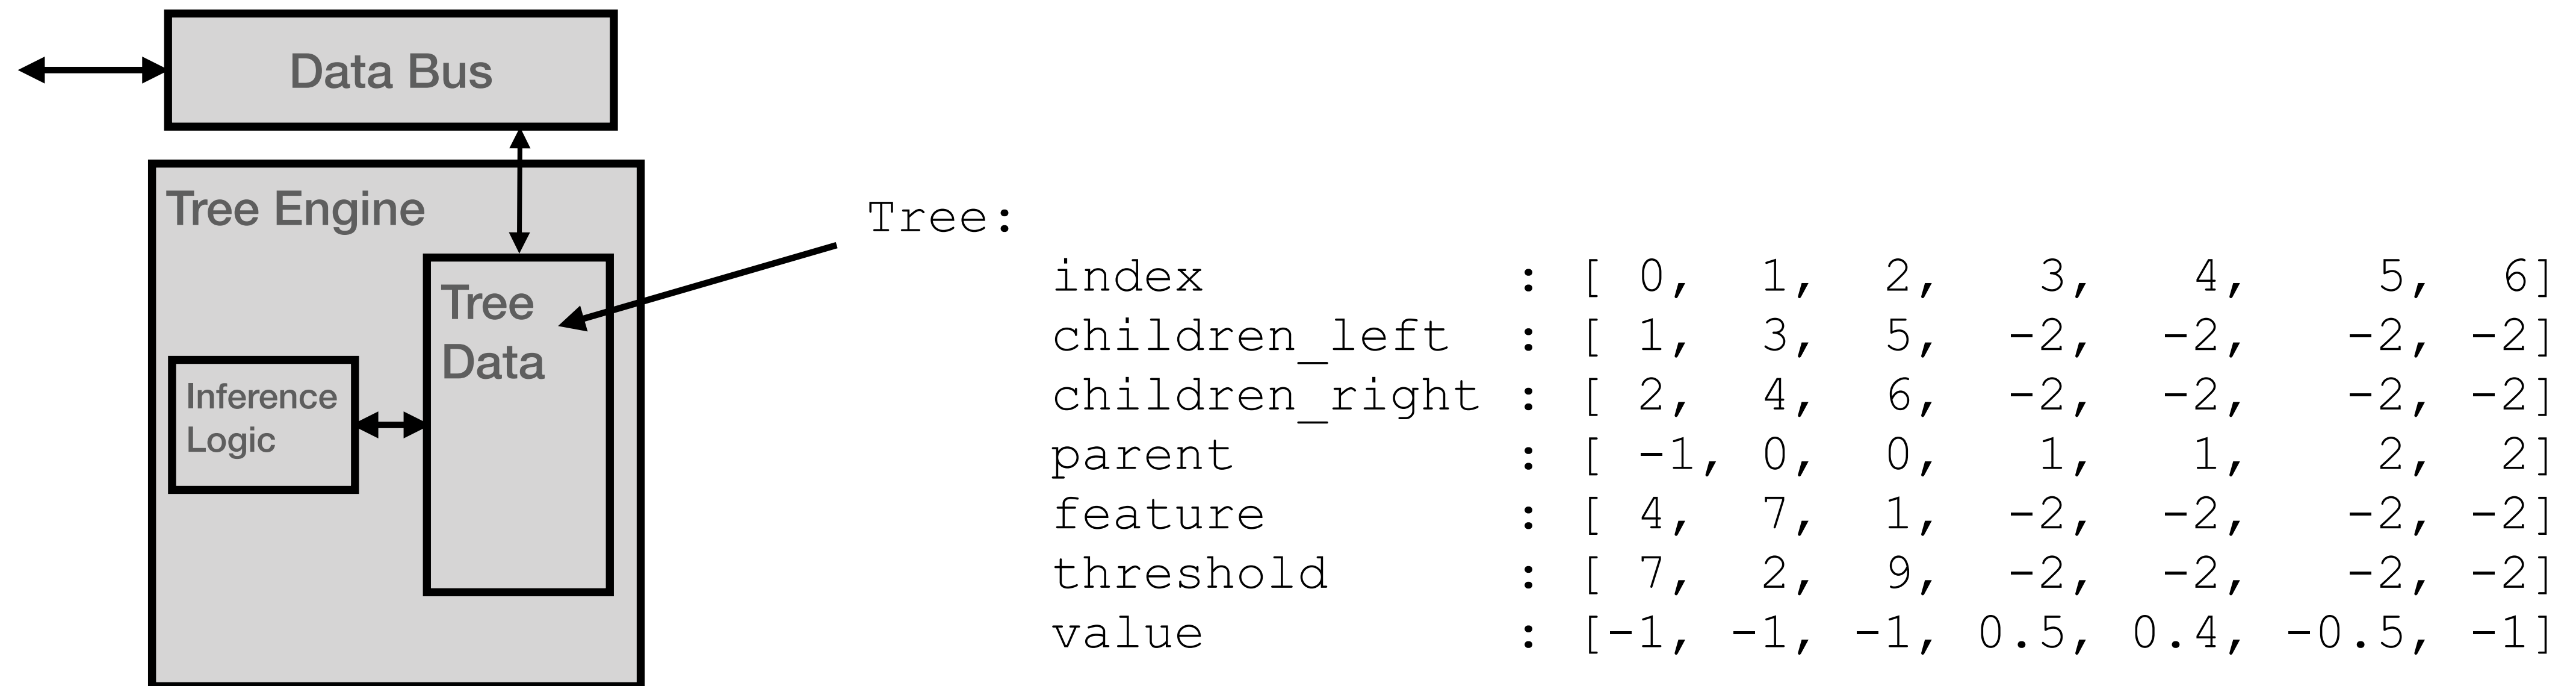 Data Bus
Tree Engine
Tree
Data
Inference
Logic
Tree:
index : [ 0, 1, 2, 3, 4, 5, 6]
children_left : [ 1, 3, 5, -2, -2, -2, -2]
children_right : [ 2, 4, 6, -2, -2, -2, -2]
parent : [ -1, 0, 0, 1, 1, 2, 2]
feature : [ 4, 7, 1, -2, -2, -2, -2]
threshold : [ 7, 2, 9, -2, -2, -2, -2]
value : [-1, -1, -1, 0.5, 0.4, -0.5, -1]